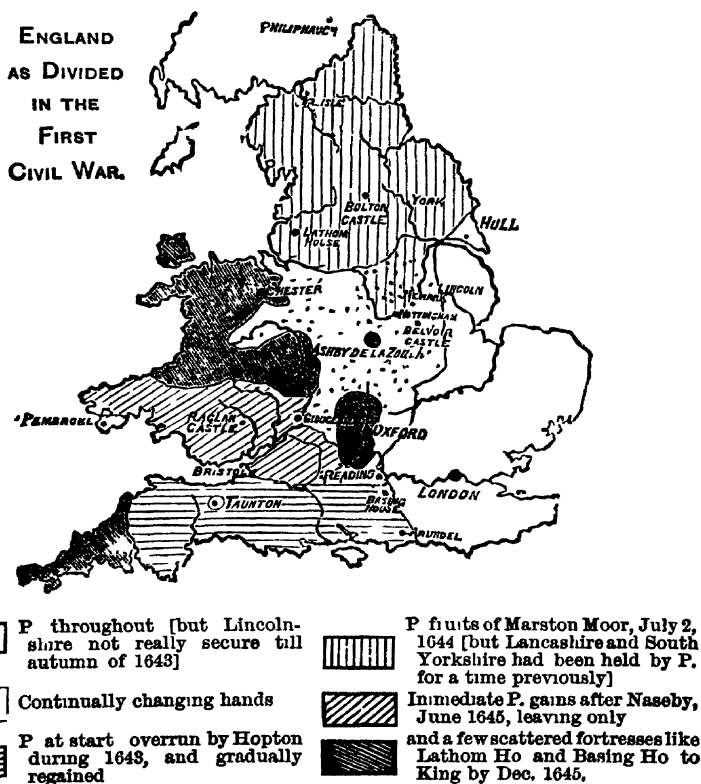 ENGLAND
AS DIVIDED
IN THE
FIRST
CIVIL WAR.
PHILIPHAUGH
CARLISLE
BOLTON
CASTLE
YORK
HULL
LATHOM
HOUSE
CHESTER
NEWARK
LINCOLN
NOTTINGHAM
BELVOIR
CASTLE
ASHBY DE LA ZOUCH
PEMBROKE
RAGLAN
CASTLE
OXFORD
BRISTOL
READING
LONDON
TAUNTON
BASING
HOUSE
ARUNDEL
P throughout [but Lincoln-
shire not really secure till
autumn of 1643]
Continually changing hands
P at start overrun by Hopton
during 1643, and gradually
regained
P fruits of Marston Moor, July 2,
1644 [but Lancashire and South
Yorkshire had been held by P.
for a time previously]
Immediate P. gains after Naseby,
June 1645, leaving only
and a few scattered fortresses like
Lathom Ho and Basing Ho to
King by Dec, 1645.